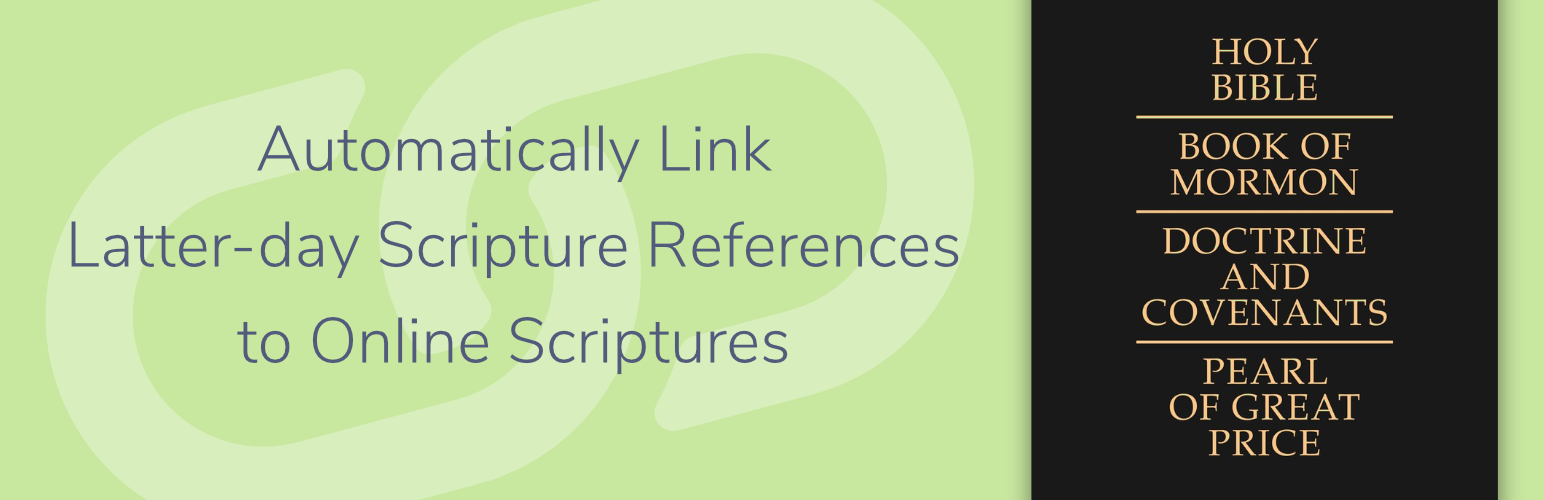 Automatically Link
Latter-day Scripture References
to Online Scriptures
HOLY
BIBLE
BOOK OF
MORMON
DOCTRINE
AND
COVENANTS
PEARL
OF GREAT
PRICE